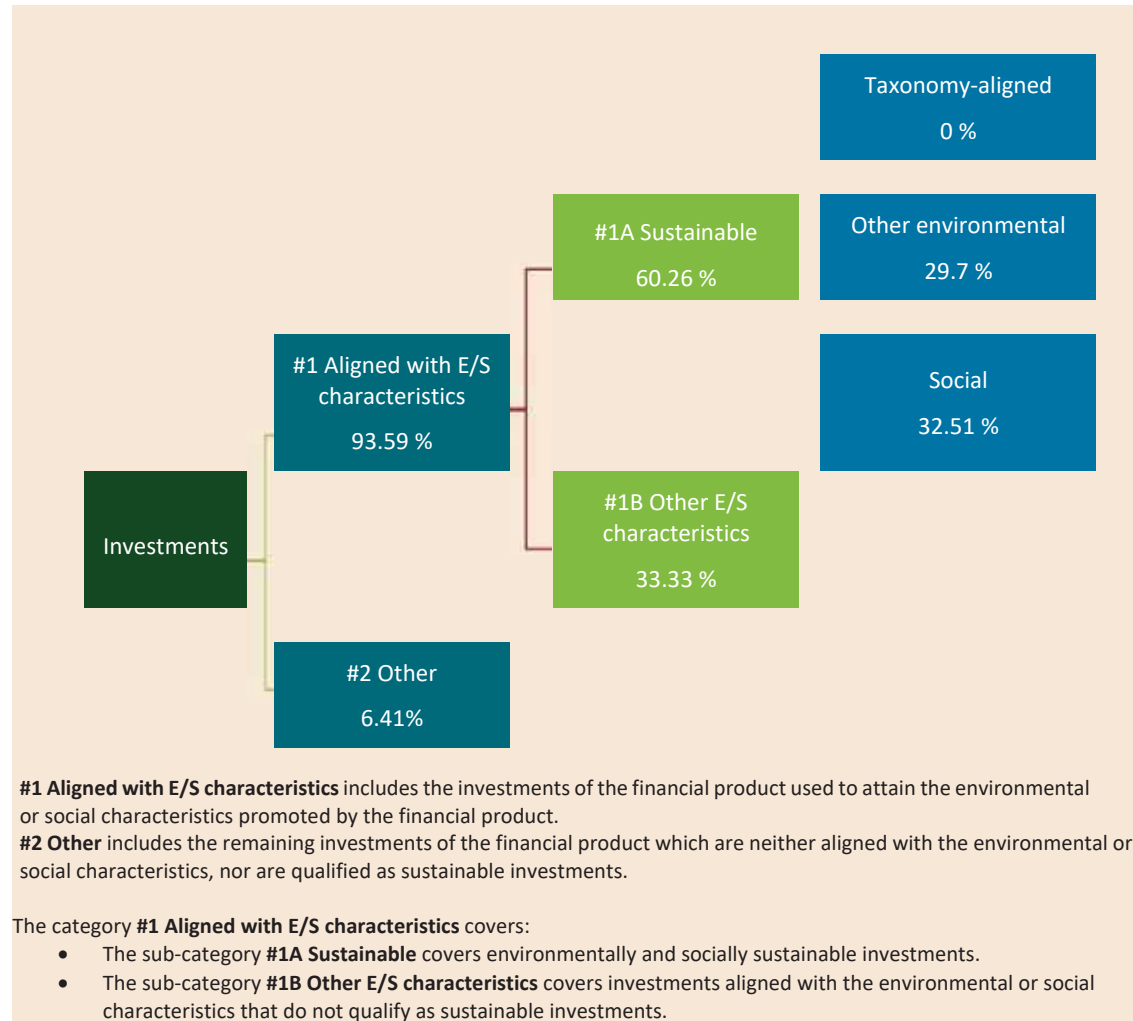 Taxonomy-aligned
0 %
#1A Sustainable
60.26 %
Other environmental
29.7 %
#1 Aligned with E/S
characteristics
93.59 %
Social
32.51 %
Investments
#1B Other E/S
characteristics
33.33 %
#2 Other
6.41%
#1 Aligned with E/S characteristics includes the investments of the financial product used to attain the environmental
or social characteristics promoted by the financial product.
#2 Other includes the remaining investments of the financial product which are neither aligned with the environmental or
social characteristics, nor are qualified as sustainable investments.
The category #1 Aligned with E/S characteristics covers:
• The sub-category #1A Sustainable covers environmentally and socially sustainable investments.
• The sub-category #1B Other E/S characteristics covers investments aligned with the environmental or social
characteristics that do not qualify as sustainable investments.